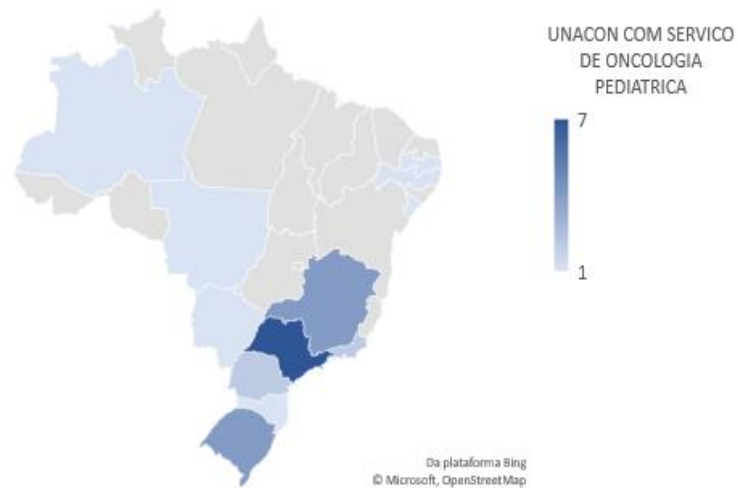 UNACON COM SERVICO
DE ONCOLOGIA
PEDIATRICA
7
1
Da plataforma Bing
© Microsoft, OpenStreetMap